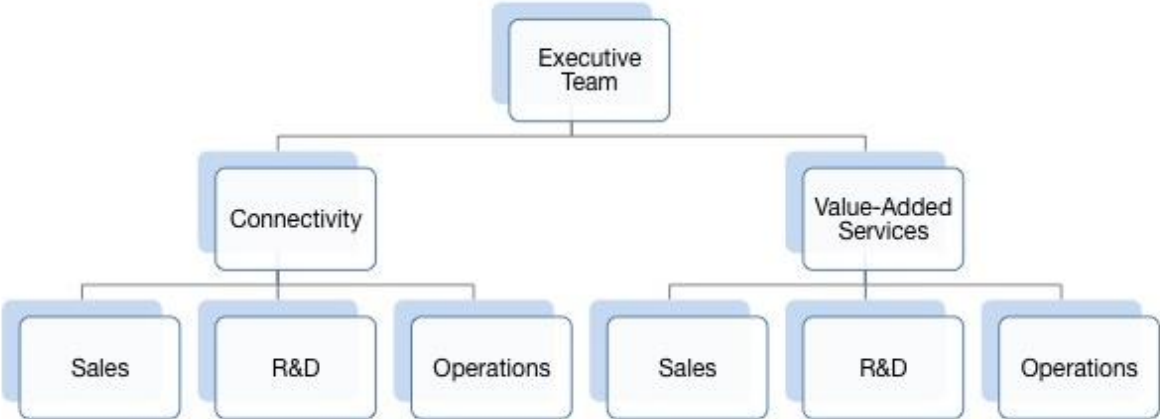 Executive
Team
Connectivity
Value-Added
Services
Sales
R&D
Operations
Sales
R&D
Operations